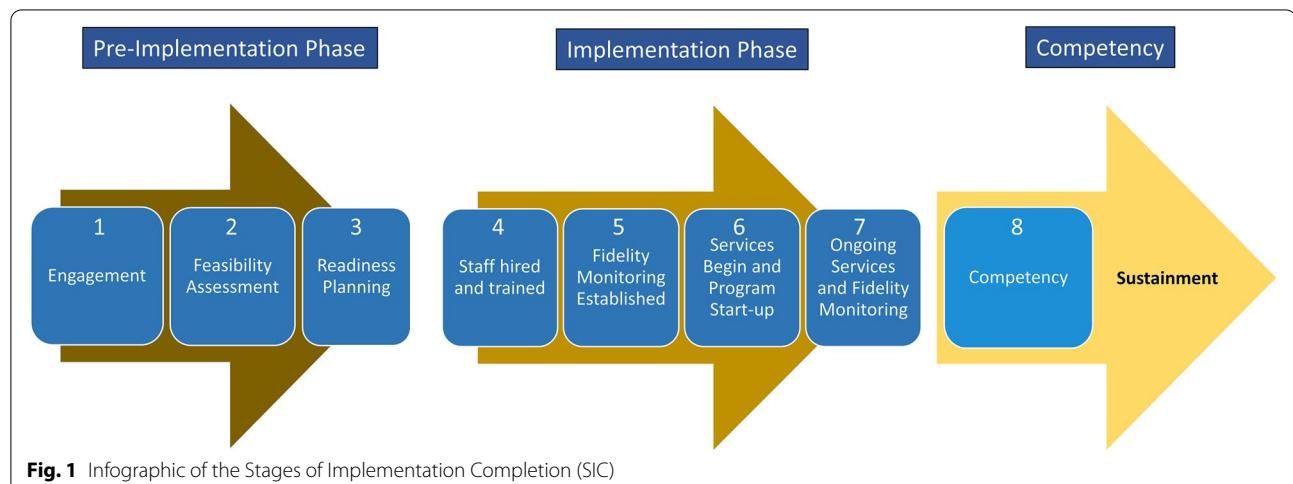 Pre-Implementation Phase
Implementation Phase
Competency
1
Engagement
2
Feasibility
Assessment
3
Readiness
Planning
4
Staff hired
and trained
5
Fidelity
Monitoring
Established
6
Services
Begin and
Program
Start-up
7
Ongoing
Services
and Fidelity
Monitoring
8
Competency
Sustainment
Fig. 1 Infographic of the Stages of Implementation Completion (SIC)